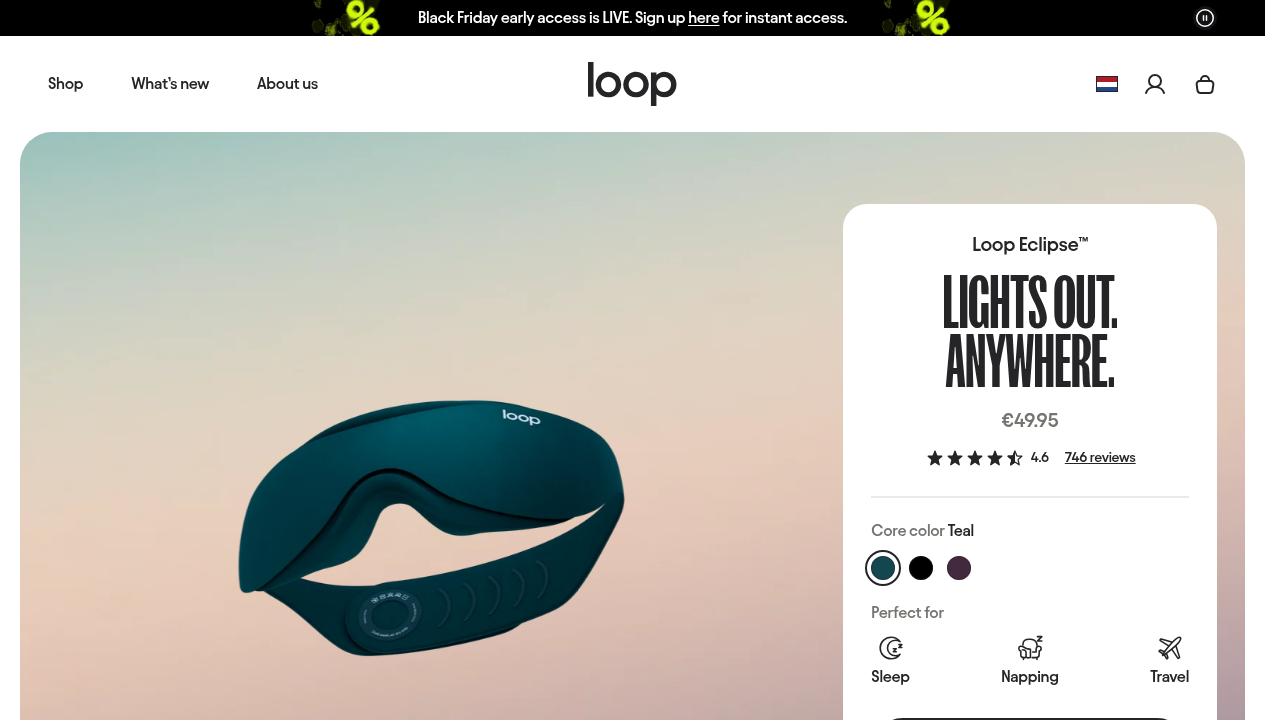 Black Friday early access is LIVE. Sign up here for instant access.
Shop
What's new
About us
loop
loop
Loop Eclipse™
LIGHTS OUT.
ANYWHERE.
€49.95
4.6
746 reviews
Core color Teal
Perfect for
Sleep
Napping
Travel